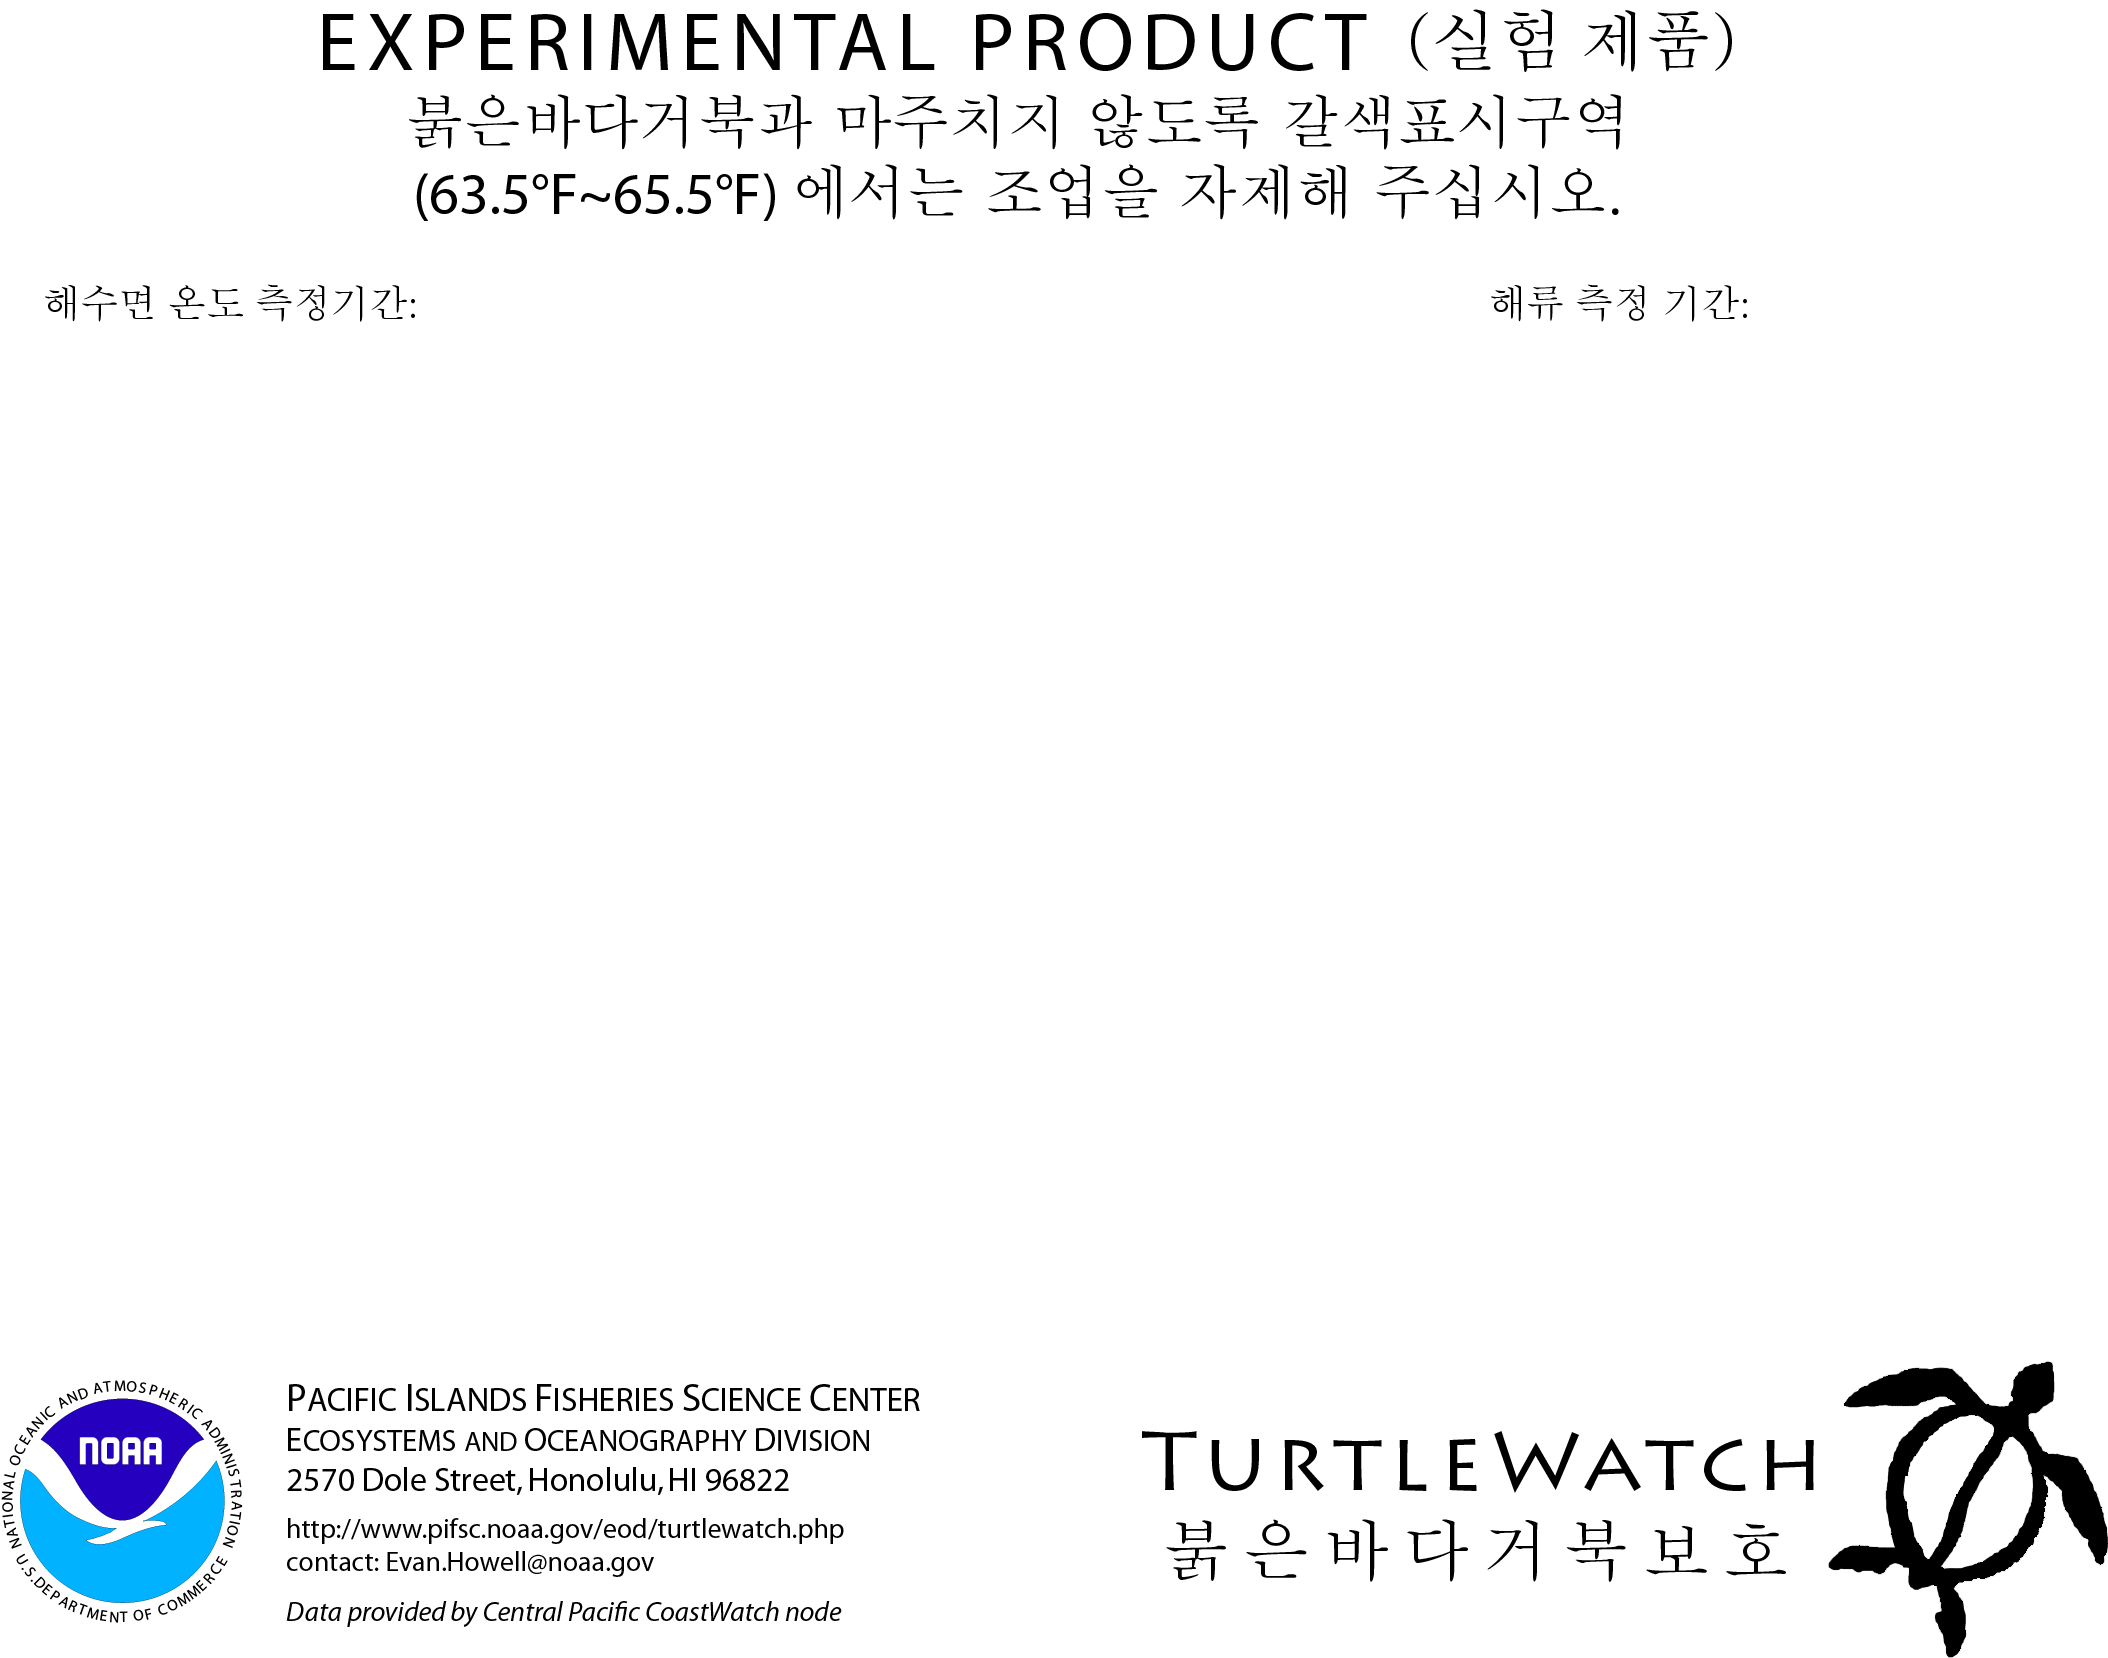 EXPERIMENTAL PRODUCT (실험 제품)
붉은바다거북과 마주치지 않도록 갈색표시구역
(63.5°F~65.5°F) 에서는 조업을 자제해 주십시오.
해수면 온도 측정기간:
해류 측정 기간:
NATIONAL OCEANIC AND ATMOSPHERIC ADMINISTRATION
U.S. DEPARTMENT OF COMMERCE
NOAA
PACIFIC ISLANDS FISHERIES SCIENCE CENTER
ECOSYSTEMS AND OCEANOGRAPHY DIVISION
2570 Dole Street, Honolulu, HI 96822
http://www.pifsc.noaa.gov/eod/turtlewatch.php
contact: Evan.Howell@noaa.gov
Data provided by Central Pacific CoastWatch node
TURTLEWATCH
붉은바다거북보호